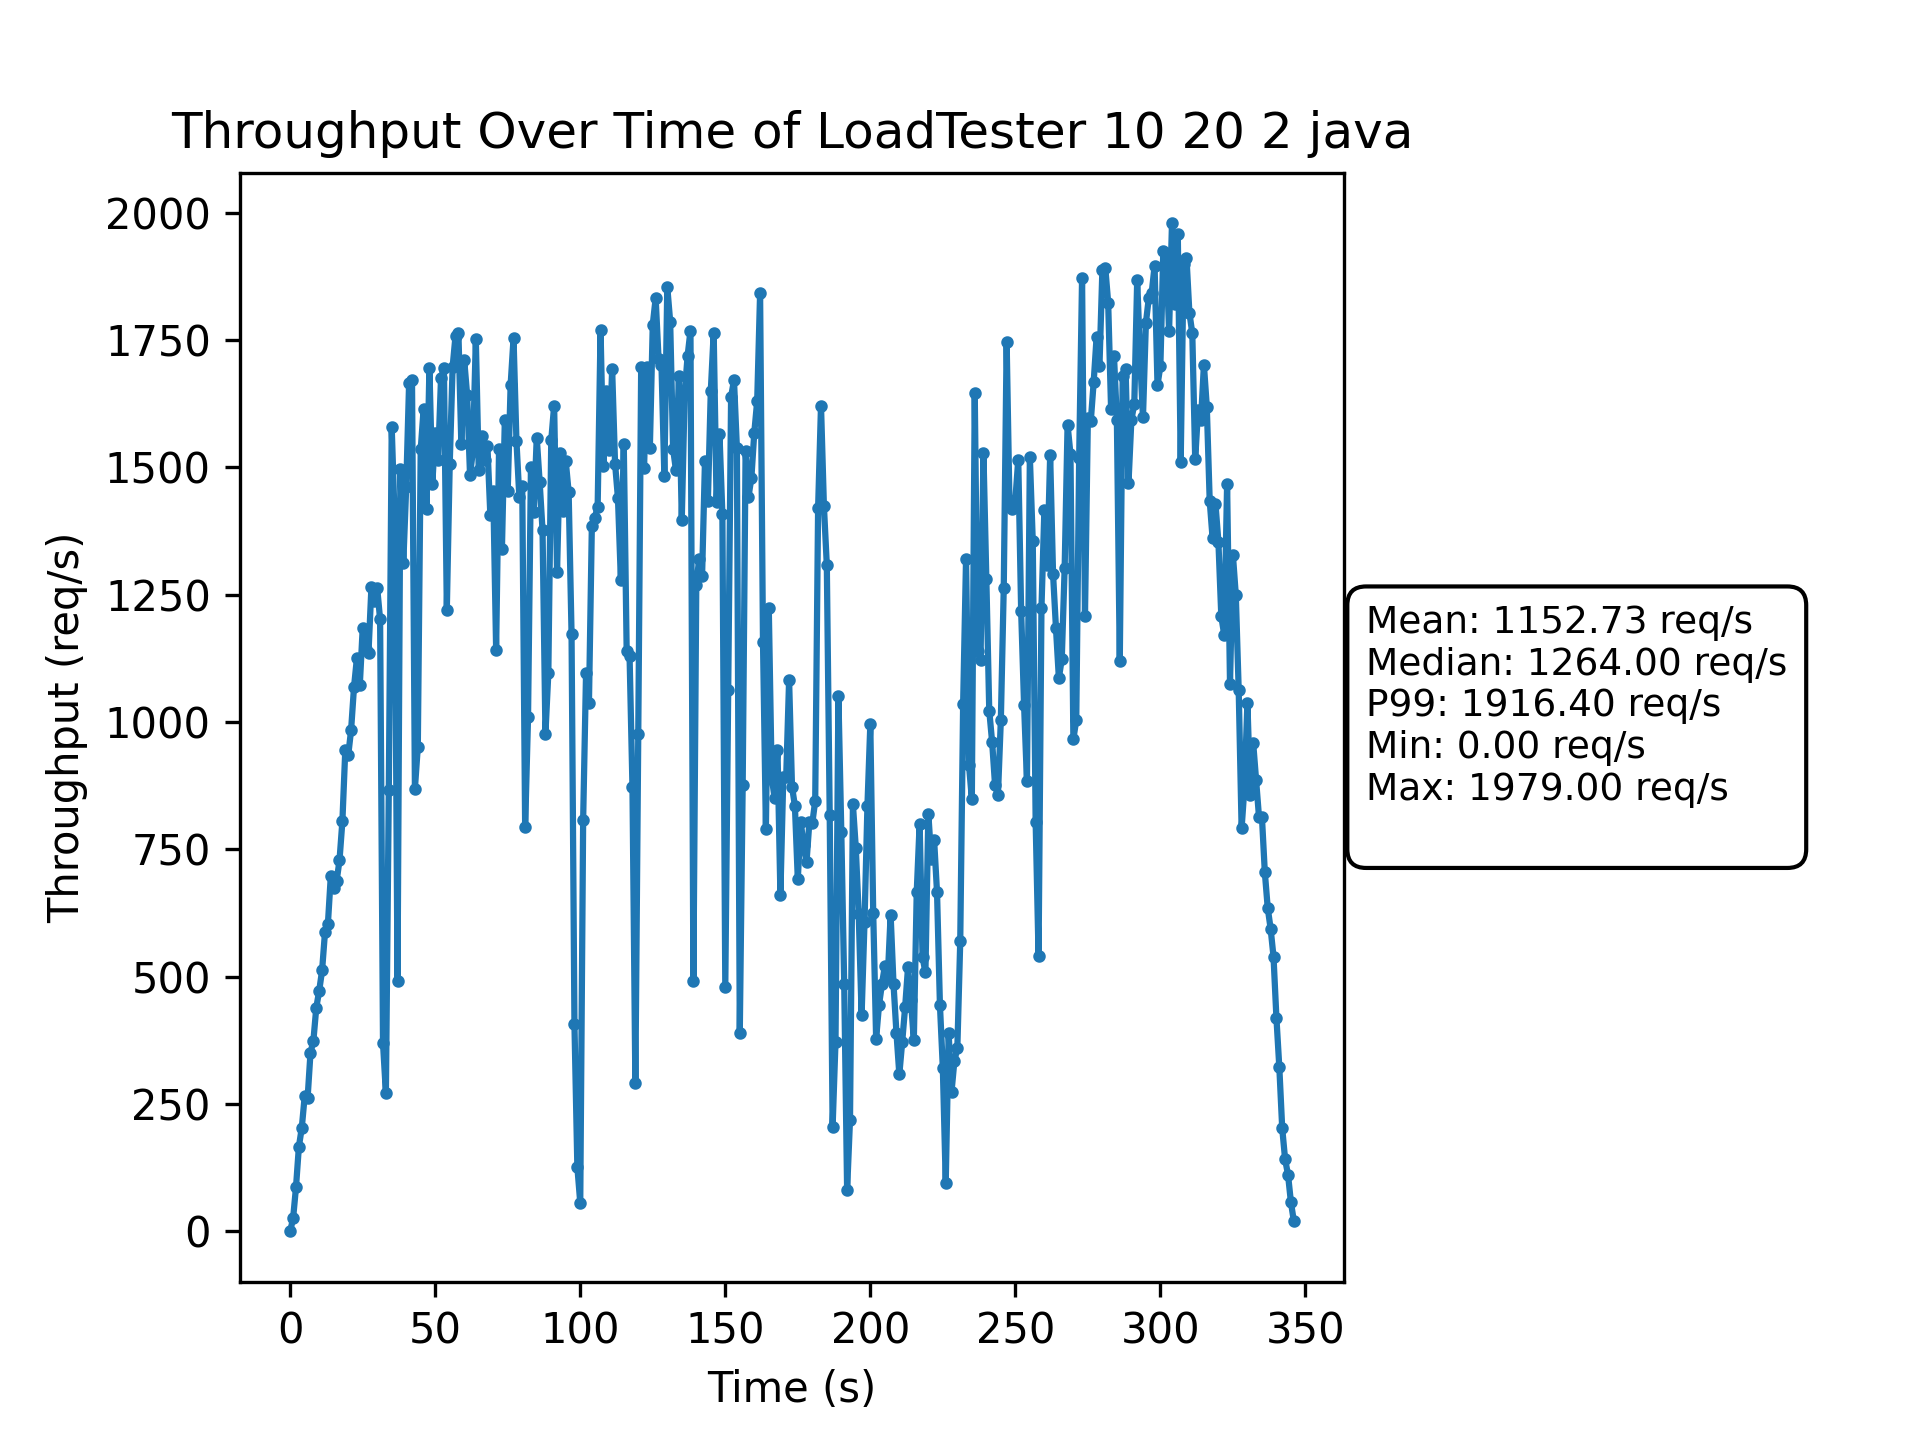 Throughput Over Time of LoadTester 10 20 2 java
Throughput (req/s)
2000
1750
1500
1250
1000
750
500
250
0
0 50 100 150 200 250 300 350
Time (s)
Mean: 1152.73 req/s
Median: 1264.00 req/s
P99: 1916.40 req/s
Min: 0.00 req/s
Max: 1979.00 req/s